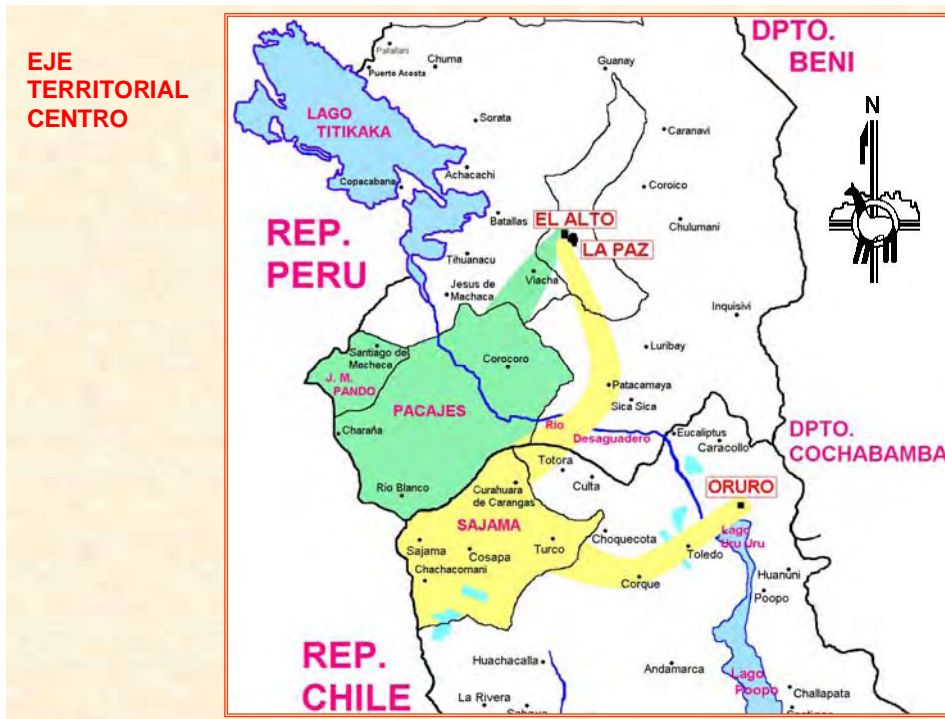 EJE
TERRITORIAL
CENTRO
DPTO.
BENI
Patallani
Puerto Acosta
Chuma
Guanay
N
LAGO
TITIKAKA
Sorata
Caranavi
Achacachi
Copacabana
Coroico
Batallas
EL ALTO
Chulumani
REP.
PERU
LA PAZ
Tihuanacu
Viacha
Jesus de
Machaca
Inquisivi
Santiago de
Machaca
Corocoro
Luribay
J. M.
PANDO
Patacamaya
PACAJES
Sica Sica
Charaña
Rio
Desaguadero
Eucaliptus
Caracollo
DPTO.
COCHABAMBA
Totora
Rio Blanco
Curahuara
de Carangas
Culta
ORURO
SAJAMA
Sajama
Cosapa
Turco
Choquecota
Toledo
Lago
Uru Uru
Chachacomani
Corque
Huanuni
Poopo
REP.
CHILE
Huachacalla
Andamarca
Lago
Poopo
La Rivera
Challapata